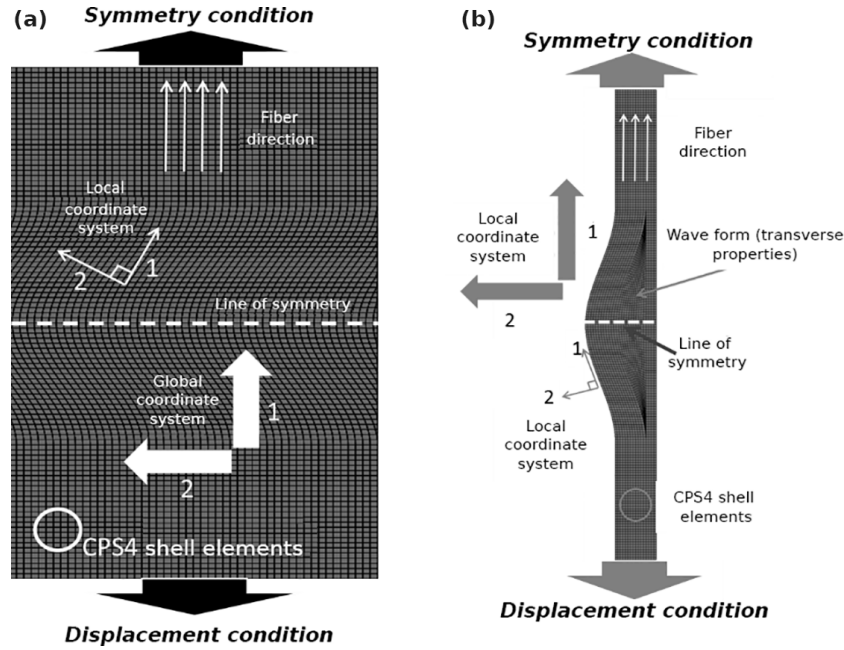 (a)
Symmetry condition
Fiber
direction
Local
coordinate
system
1
2
Line of symmetry
Global
coordinate
system
1
2
CPS4 shell elements
Displacement condition
(b)
Symmetry condition
Fiber
direction
Local
coordinate
system
1
2
Wave form (transverse
properties)
Line of
symmetry
1
2
Local
coordinate
system
CPS4 shell
elements
Displacement condition